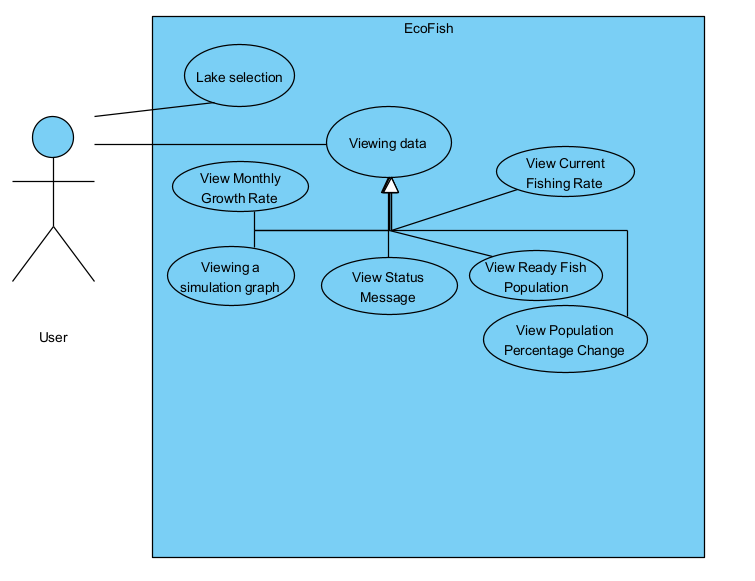 EcoFish
Lake selection
Viewing data
View Current
Fishing Rate
View Monthly
Growth Rate
Viewing a
simulation graph
View Status
Message
View Ready Fish
Population
View Population
Percentage Change
User